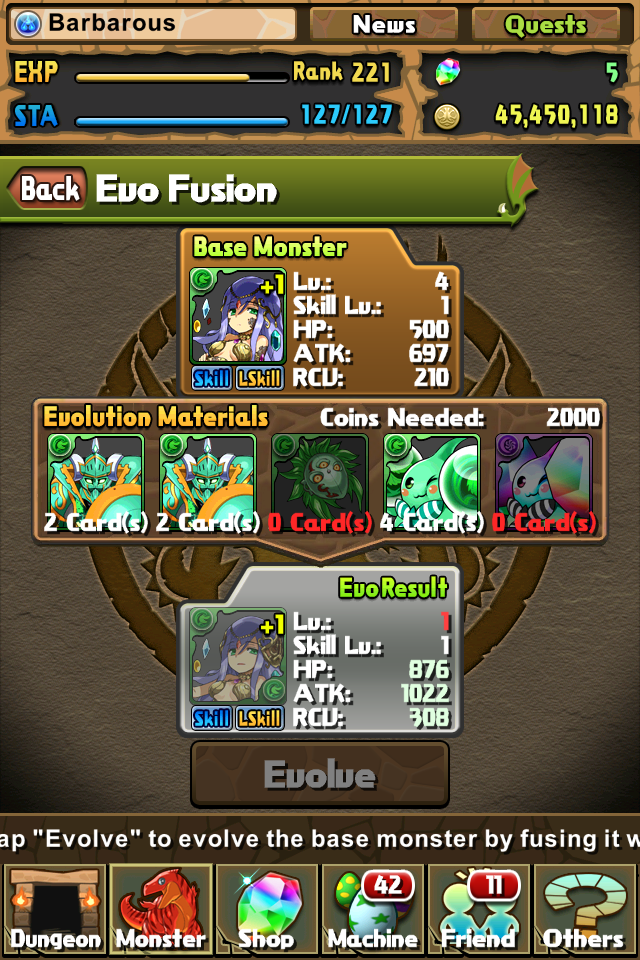 Barbarous
News
Quests
EXP
Rank 221
5
STA
127/127
45,450,118
Back
Evo Fusion
Base Monster
+1
Lv.: 4
Skill Lv.: 1
HP: 500
ATK: 697
Skill LSkill
RCV: 210
Evolution Materials
Coins Needed: 2000
2 Card(s) 2 Card(s) 0 Card(s) 4 Card(s) 0 Card(s)
EvoResult
+1
Lv.: 1
Skill Lv.: 1
HP: 876
ATK: 1022
Skill LSkill
RCV: 308
Evolve
ap "Evolve" to evolve the base monster by fusing it w
42
11
Dungeon
Monster
Shop
Machine
Friend
Others